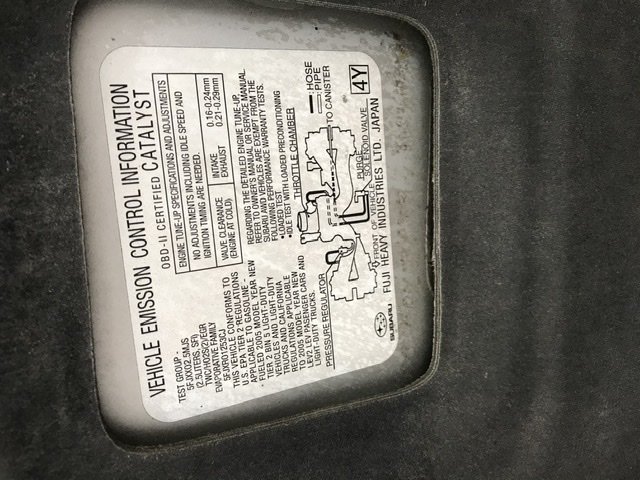 VEHICLE EMISSION CONTROL INFORMATION
OBD-II CERTIFIED CATALYST
TEST GROUP -
5FJXX02.5MJS
(2.5LITERS, SFI)
TWC/HO2S(2)/EGR
EVAPORATIVE FAMILY
5FJXR0125GJ
THIS VEHICLE CONFORMS TO
U.S. EPA TIER 2 REGULATIONS
APPLICABLE TO GASOLINE -
FUELED 2005 MODEL YEAR NEW
TIER 2 BIN 5 LIGHT-DUTY
VEHICLES AND LIGHT-DUTY
TRUCKS AND CALIFORNIA
REGULATIONS APPLICABLE
TO 2005 MODEL YEAR NEW
LEV2 LEV PASSENGER CARS AND
LIGHT-DUTY TRUCKS.
ENGINE TUNE-UP SPECIFICATIONS AND ADJUSTMENTS
NO ADJUSTMENTS INCLUDING IDLE SPEED AND
IGNITION TIMING ARE NEEDED.
VALVE CLEARANCE INTAKE 0.16-0.24mm
(ENGINE AT COLD) EXHAUST 0.21-0.29mm
REGARDING THE DETAILED ENGINE TUNE-UP,
REFER TO OWNER'S MANUAL OR SERVICE MANUAL.
SUBARU AND VEHICLES ARE EXEMPT FROM THE
FOLLOWING PERFORMANCE WARRANTY TESTS.
•LOADED TEST
•IDLE TEST WITH LOADED PRECONDITIONING
THROTTLE CHAMBER
: HOSE
: PIPE
PRESSURE REGULATOR
TO CANISTER
PURGE
SOLENOID VALVE
FRONT OF VEHICLE
SUBARU
FUJI HEAVY INDUSTRIES LTD. JAPAN
4Y